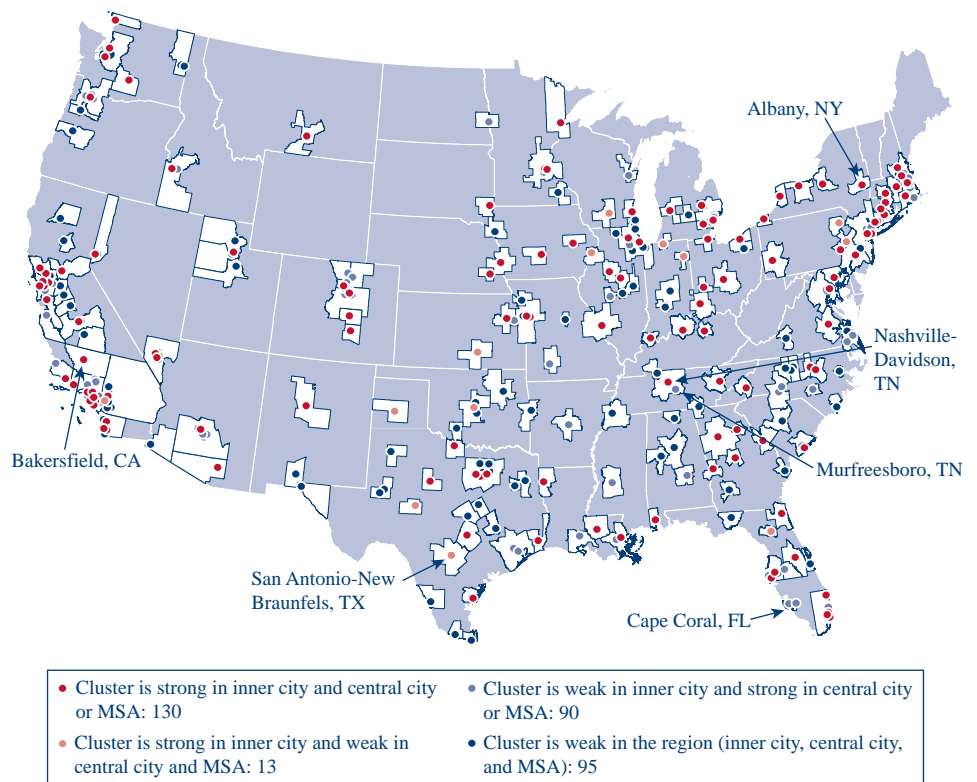 Albany, NY
Nashville-
Davidson,
TN
Bakersfield, CA
Murfreesboro, TN
San Antonio-New
Braunfels, TX
Cape Coral, FL
Cluster is strong in inner city and central city
or MSA: 130
Cluster is strong in inner city and weak in
central city and MSA: 13
Cluster is weak in inner city and strong in central city
or MSA: 90
Cluster is weak in the region (inner city, central city,
and MSA): 95